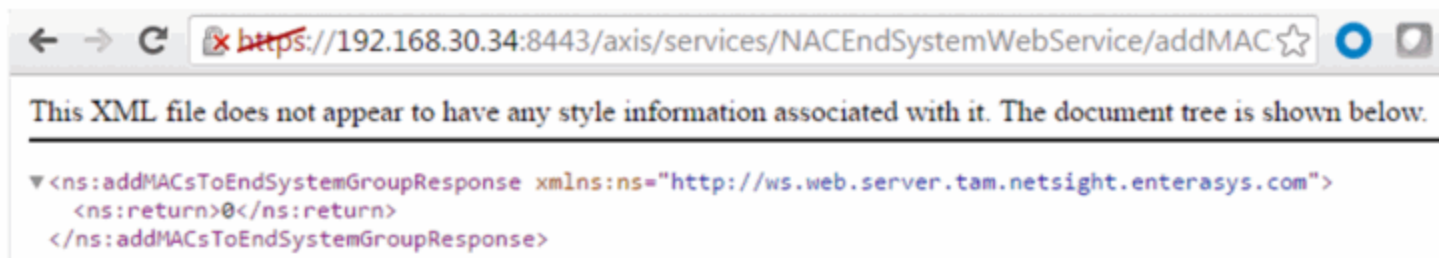 https://192.168.30.34:8443/axis/services/NACEndSystemWebService/addMAC
This XML file does not appear to have any style information associated with it. The document tree is shown below.
▼<ns:addMACsToEndSystemGroupResponse xmlns:ns="http://ws.web.server.tam.netsight.enterasys.com">
<ns:return>0</ns:return>
</ns:addMACsToEndSystemGroupResponse>